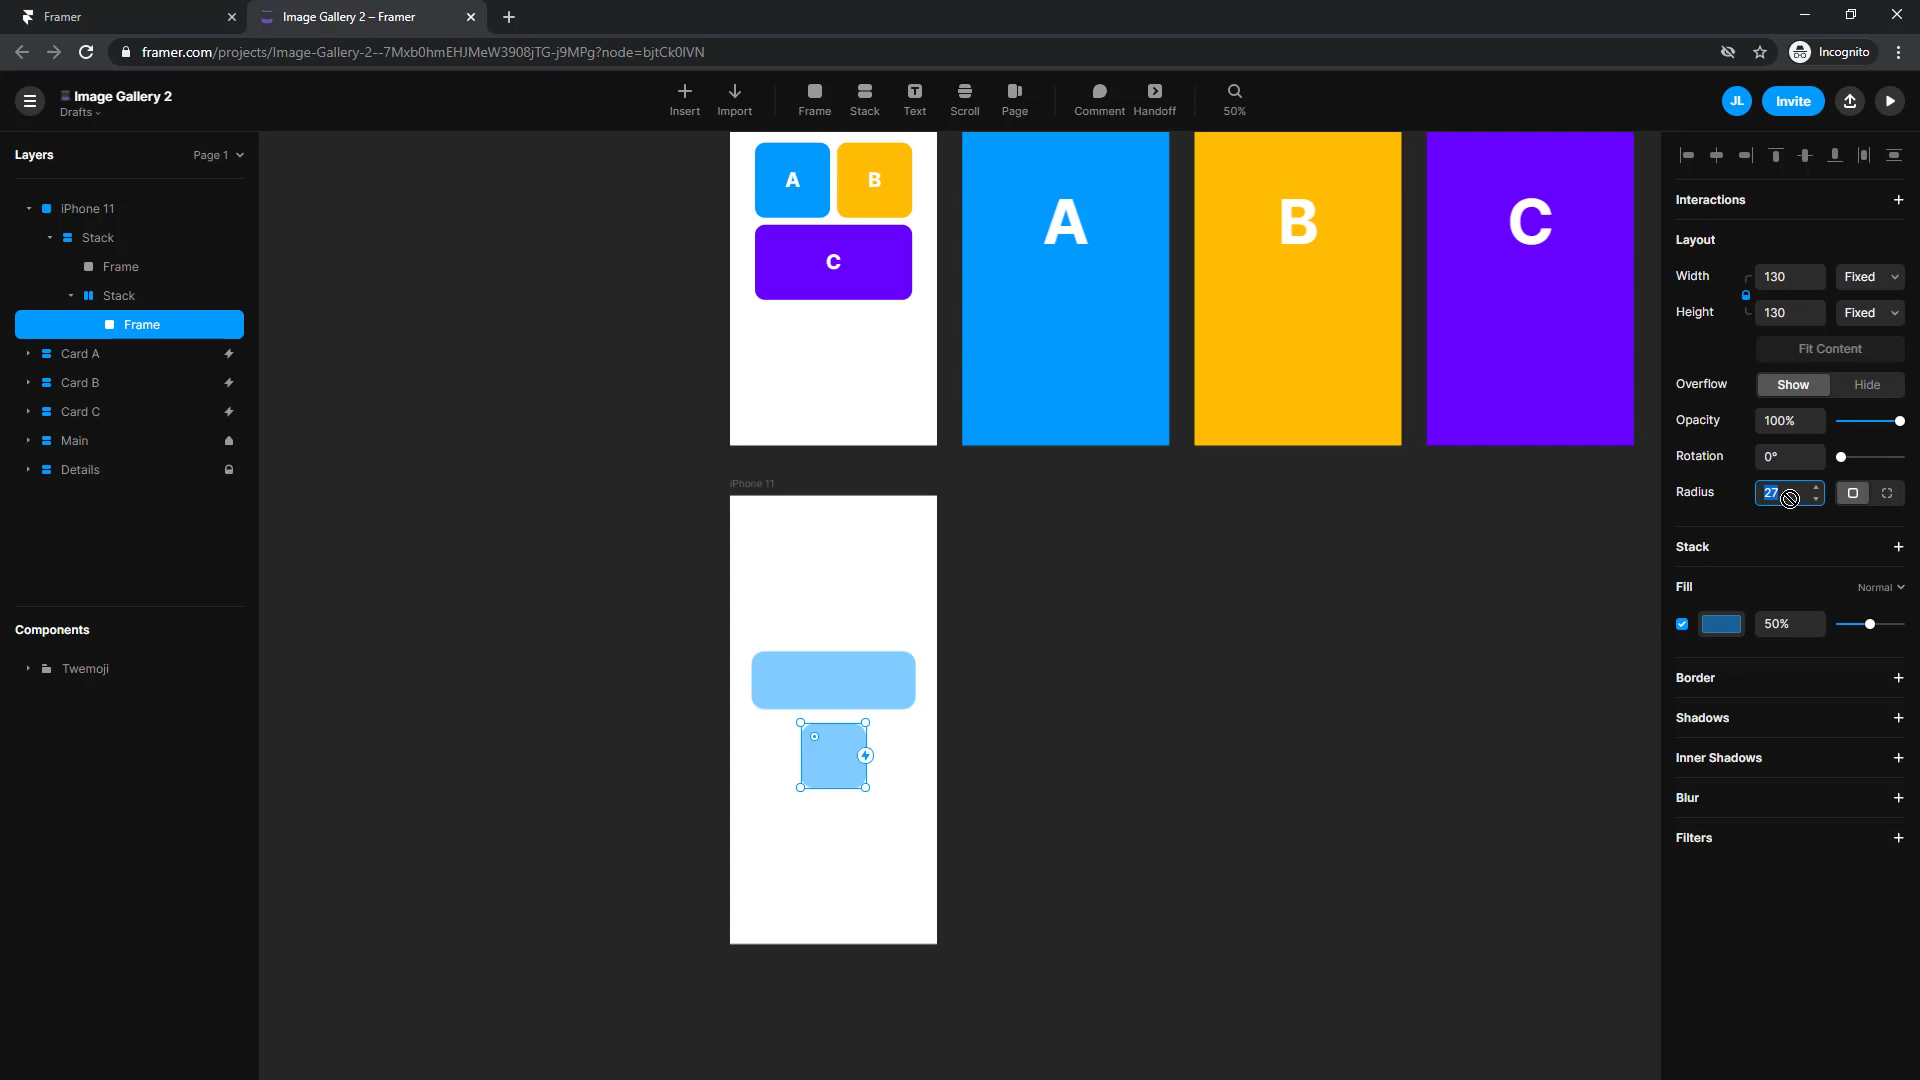 Framer
Image Gallery 2 – Framer
framer.com/projects/Image-Gallery-2--7Mxb0hmEHJMeW3908jTG-j9MPg?node=bjtCk0IVN
Incognito
Image Gallery 2
Drafts
Insert
Import
Frame
Stack
Text
Scroll
Page
Comment
Handoff
50%
JL
Invite
Layers
Page 1
iPhone 11
Stack
Frame
Stack
Frame
Card A
Card B
Card C
Main
Details
Components
Twemoji
A
B
C
A
B
C
iPhone 11
Interactions
Layout
Width
130
Fixed
Height
130
Fixed
Fit Content
Overflow
Show
Hide
Opacity
100%
Rotation
0°
Radius
27
Stack
Fill
Normal
50%
Border
Shadows
Inner Shadows
Blur
Filters